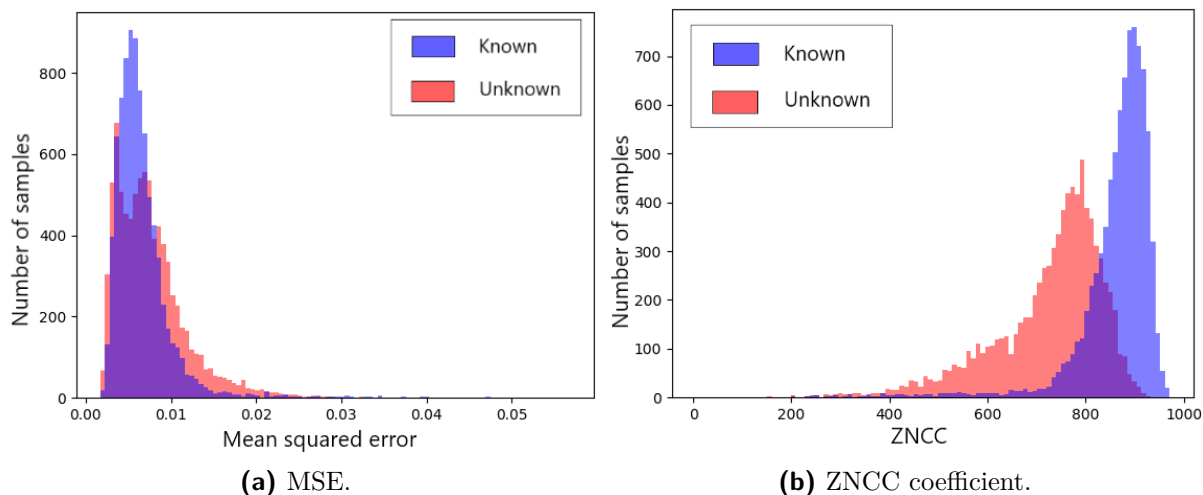 Known
Unknown
Number of samples
800
600
400
200
0
0.00 0.01 0.02 0.03 0.04 0.05
Mean squared error
(a) MSE.
Known
Unknown
Number of samples
700
600
500
400
300
200
100
0
0 200 400 600 800 1000
ZNCC
(b) ZNCC coefficient.